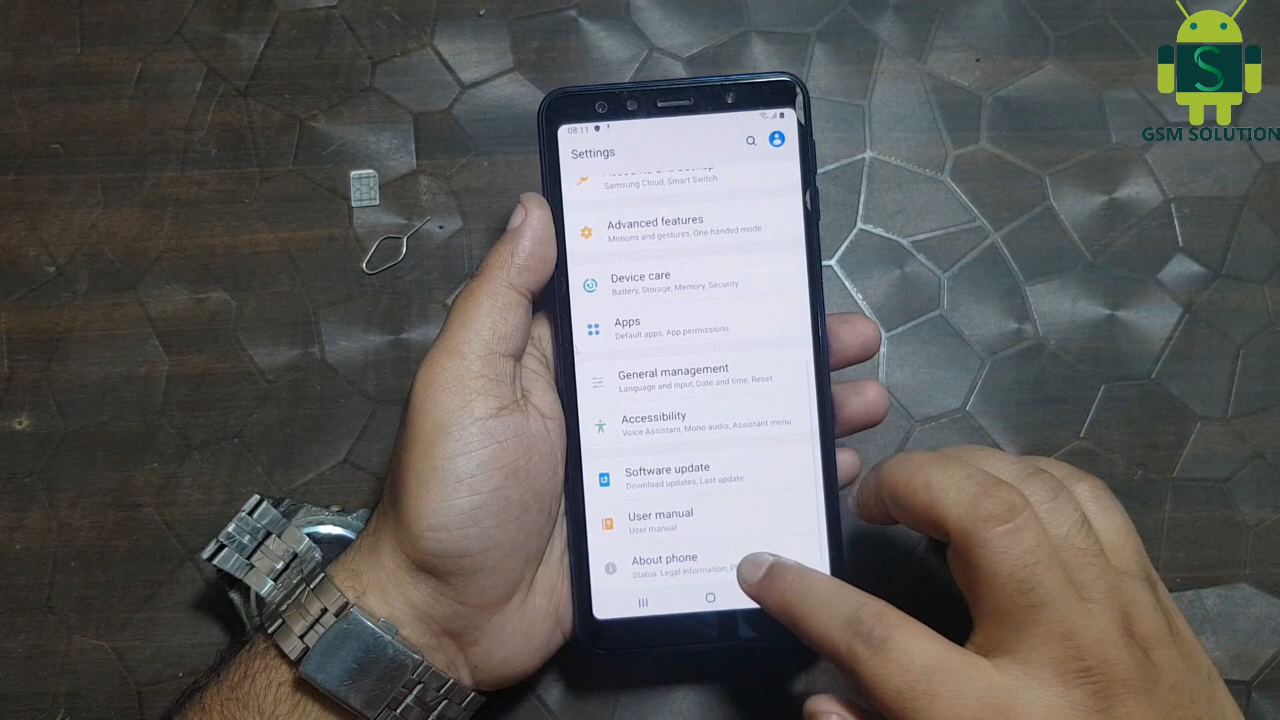 S
GSM SOLUTION
08:11
Settings
Samsung Cloud, Smart Switch
Advanced features
Motions and gestures, One-handed mode
Device care
Battery, Storage, Memory, Security
Apps
Default apps, App permissions
General management
Language and input, Date and time, Reset
Accessibility
Voice Assistant, Mono audio, Assistant menu
Software update
Download updates, Last update
User manual
User manual
About phone
Status, Legal information,